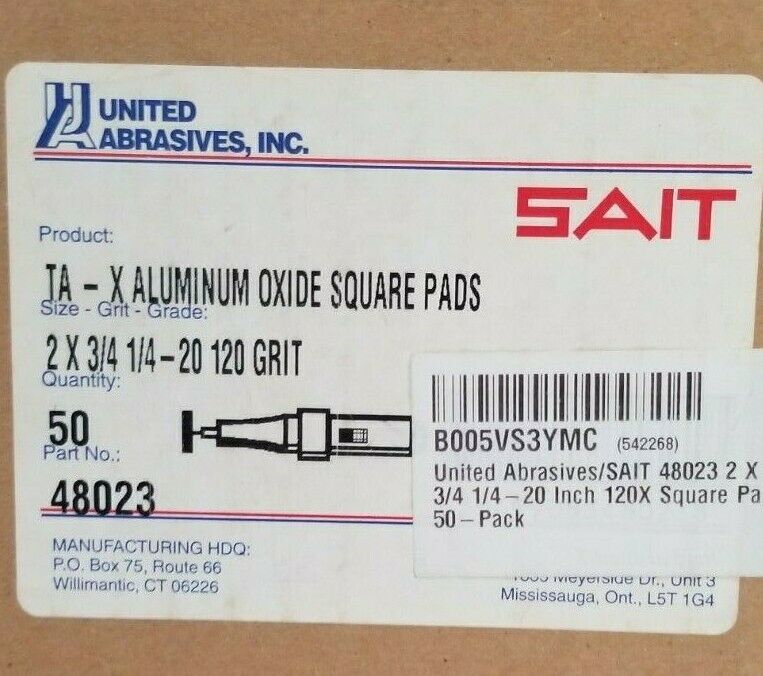 UNITED
ABRASIVES, INC.
SAIT
Product:
TA - X ALUMINUM OXIDE SQUARE PADS
Size - Grit - Grade:
2 X 3/4 1/4-20 120 GRIT
Quantity:
50
Part No.:
48023
MANUFACTURING HDQ:
P.O. Box 75, Route 66
Willimantic, CT 06226
B005VS3YMC (542268)
United Abrasives/SAIT 48023 2 X
3/4 1/4-20 Inch 120X Square Pa
50-Pack
Meyerside Dr., Unit 3
Mississauga, Ont., L5T 1G4